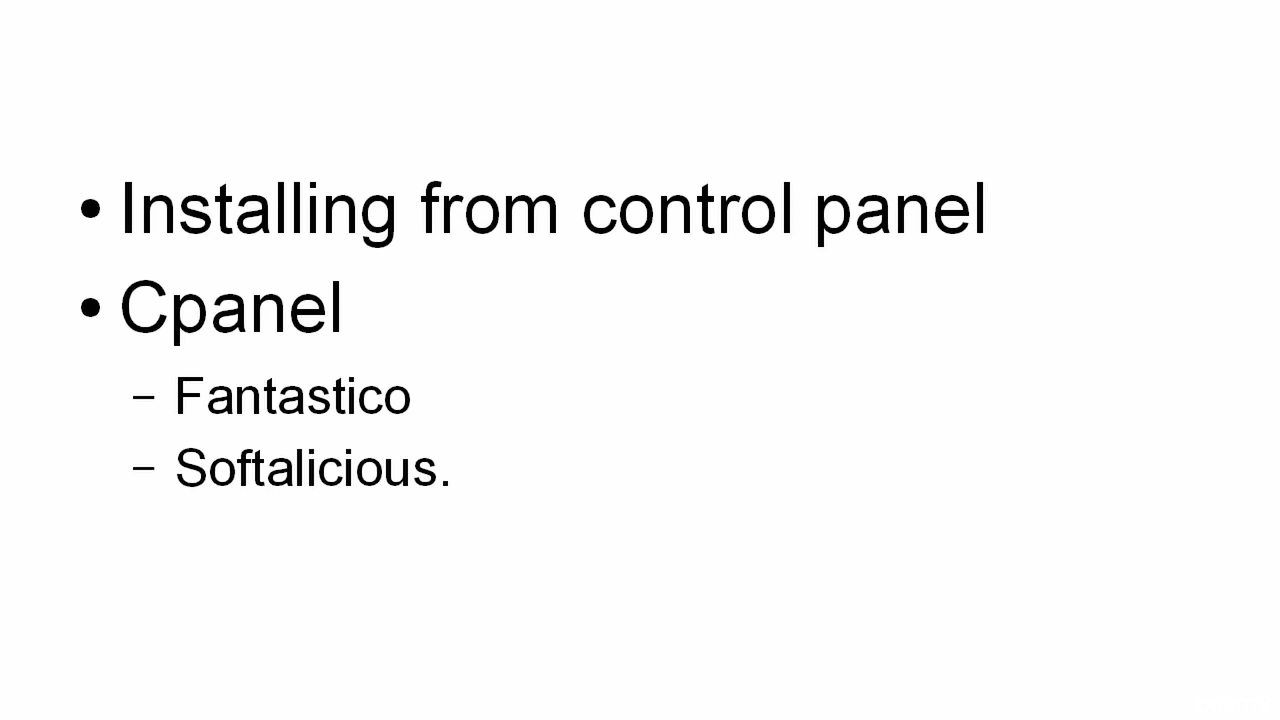 • Installing from control panel
• Cpanel
– Fantastico
– Softalicious.